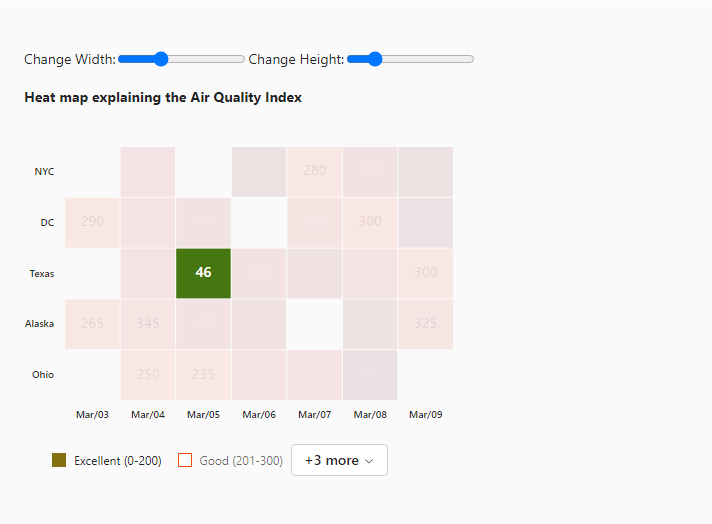 Change Width: Change Height:
Heat map explaining the Air Quality Index
NYC 280
DC 290 300
Texas 46 300
Alaska 265 345 325
Ohio 250 235
Mar/03 Mar/04 Mar/05 Mar/06 Mar/07 Mar/08 Mar/09
Excellent (0-200) Good (201-300) +3 more